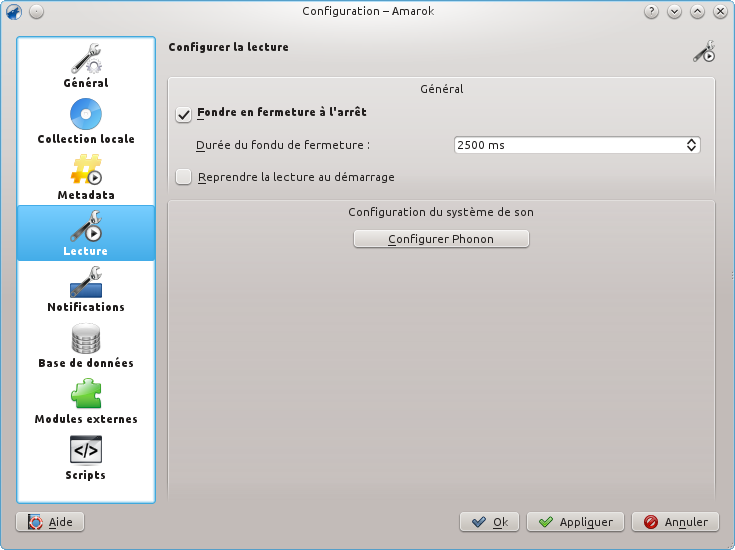 Configuration – Amarok
Configurer la lecture
Général
Collection locale
Metadata
Lecture
Notifications
Base de données
Modules externes
Scripts
Général
Fondre en fermeture à l'arrêt
Durée du fondu de fermeture :
2500 ms
Reprendre la lecture au démarrage
Configuration du système de son
Configurer Phonon
Aide
Ok
Appliquer
Annuler